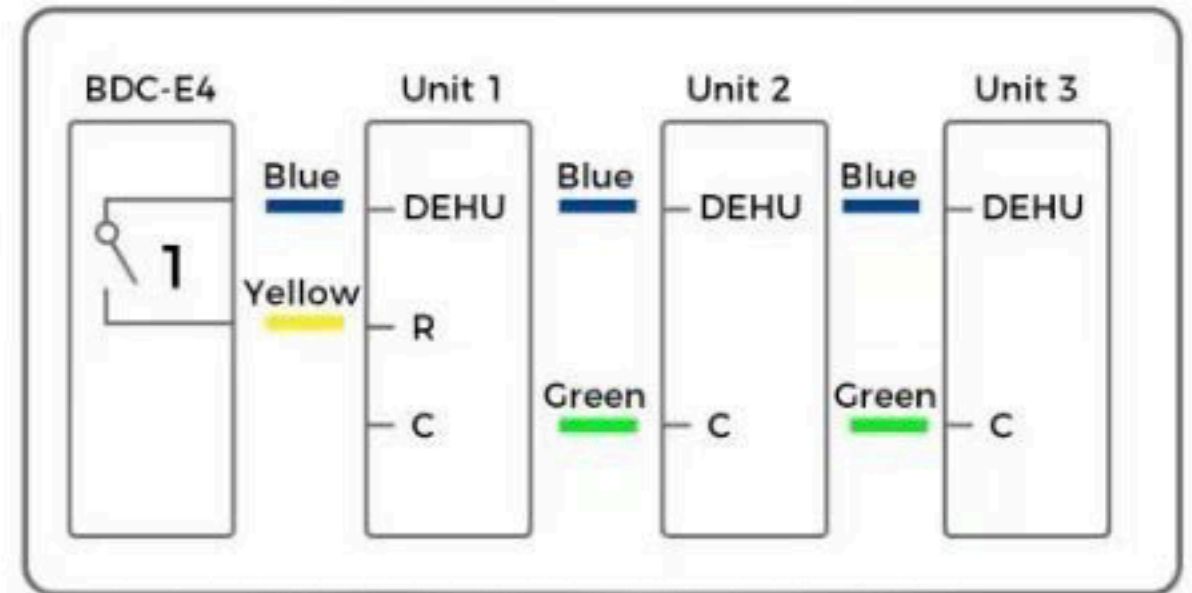 BDC-E4 Unit 1 Unit 2 Unit 3
Blue Blue Blue
DEHU DEHU DEHU
1
Yellow
R
Green Green
C C C